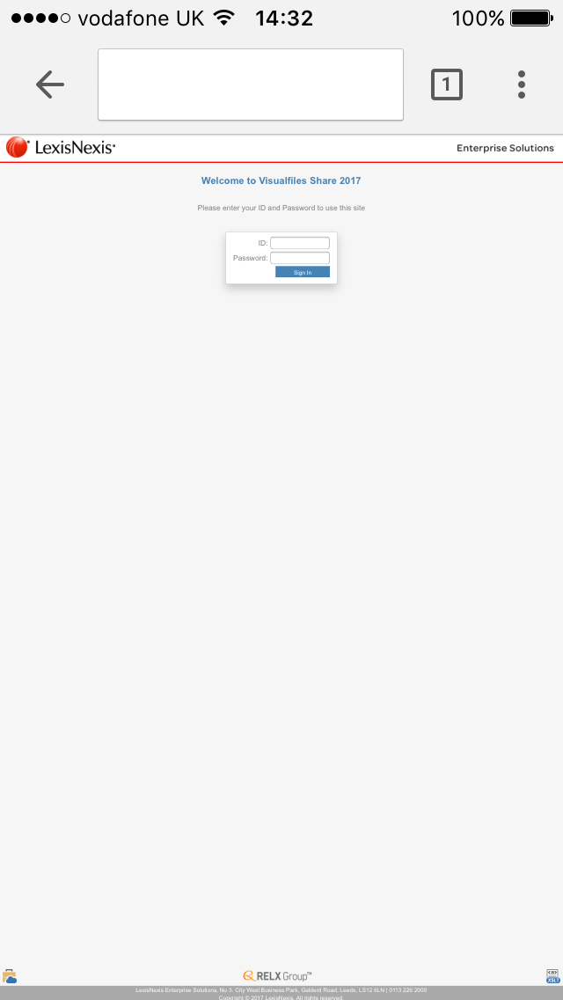 vodafone UK 14:32 100%
1
LexisNexis® Enterprise Solutions
Welcome to Visualfiles Share 2017
Please enter your ID and Password to use this site
ID:
Password:
Sign In
RELX Group™
XSLT
LexisNexis Enterprise Solutions, No 3. City West Business Park, Gelderd Road, Leeds, LS12 6LN | 0113 226 2000
Copyright © 2017 LexisNexis. All rights reserved.